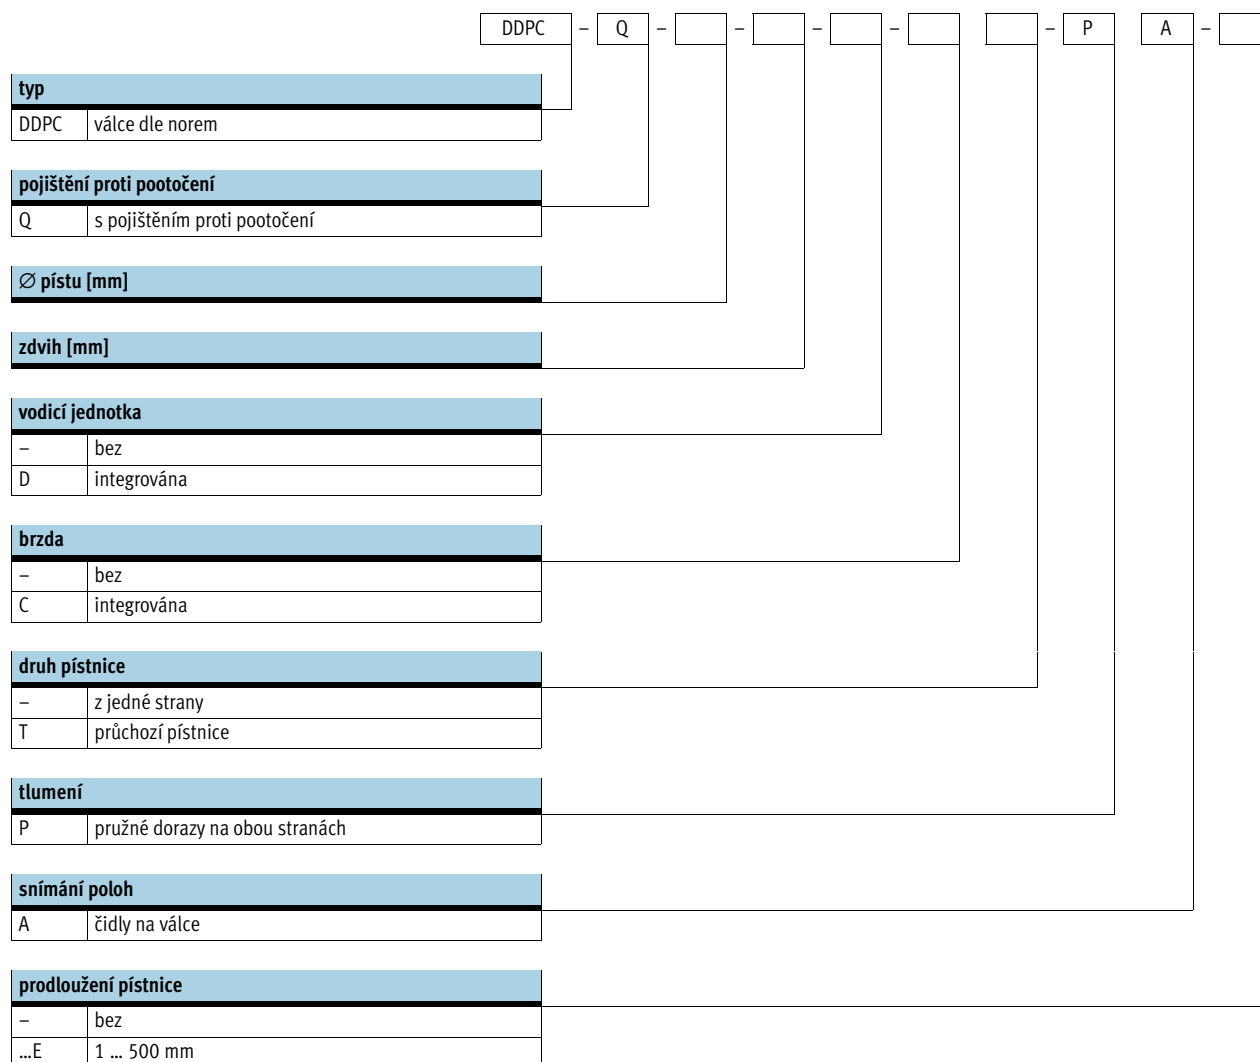 DDPC – Q – – – – – P A –
typ
DDPC válce dle norem
pojištění proti pootočení
Q s pojištěním proti pootočení
∅ pístu [mm]
zdvih [mm]
vodicí jednotka
– bez
D integrována
brzda
– bez
C integrována
druh pístnice
– z jedné strany
T průchozí pístnice
tlumení
P pružné dorazy na obou stranách
snímání poloh
A čidly na válce
prodloužení pístnice
– bez
...E 1 ... 500 mm